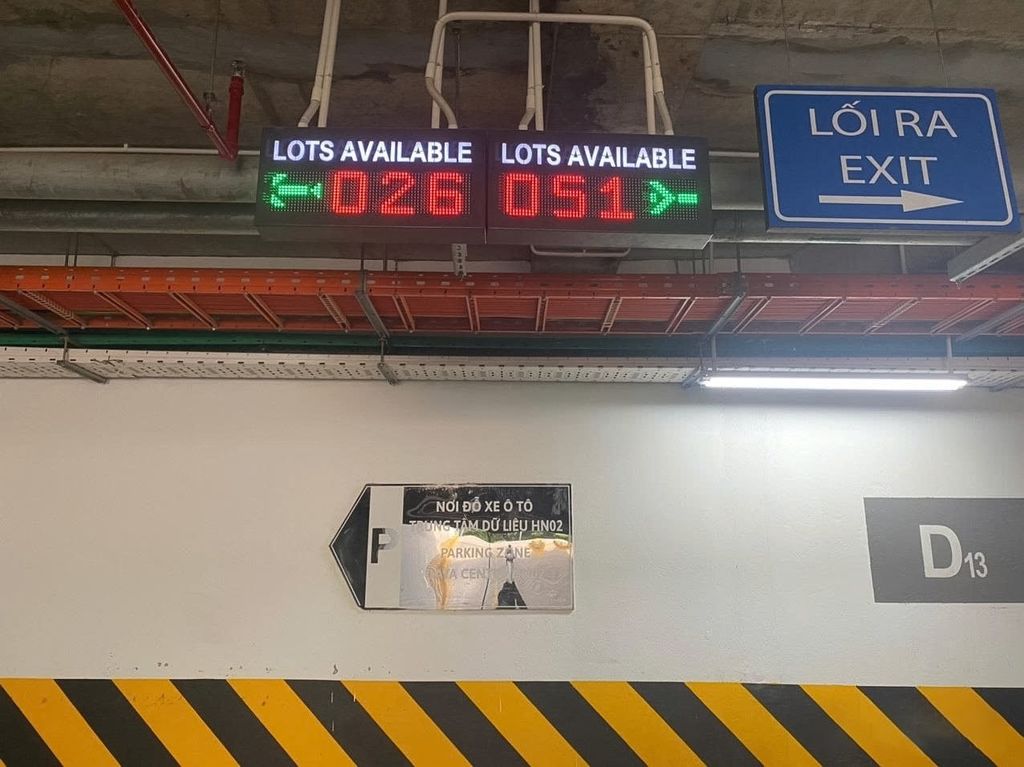 LOTS AVAILABLE
026
LOTS AVAILABLE
051
LỐI RA
EXIT
P
NƠI ĐỖ XE Ô TÔ
TRUNG TÂM DỮ LIỆU HN02
PARKING ZONE
D13